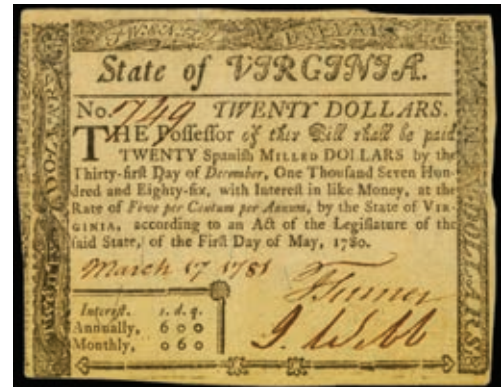 TWENTY DOLLARS
State of VIRGINIA.
No. 749 TWENTY DOLLARS.
THE Poſſeſſor of this Bill ſhall be paid
TWENTY Spaniſh MILLED DOLLARS by the
Thirty-firſt Day of December, One Thouſand Seven Hun-
dred and Eighty-ſix, with Intereſt in like Money, at the
Rate of Five per Centum per Annum, by the State of VIR-
GINIA, according to an Act of the Legiſlature of the
ſaid State, of the Firſt Day of May, 1780.
March 17 1781
Intereſt. s. d. q.
Annually, 6 0 0
Monthly, 0 6 0
J. Webb
DOLLARS
DOLLARS